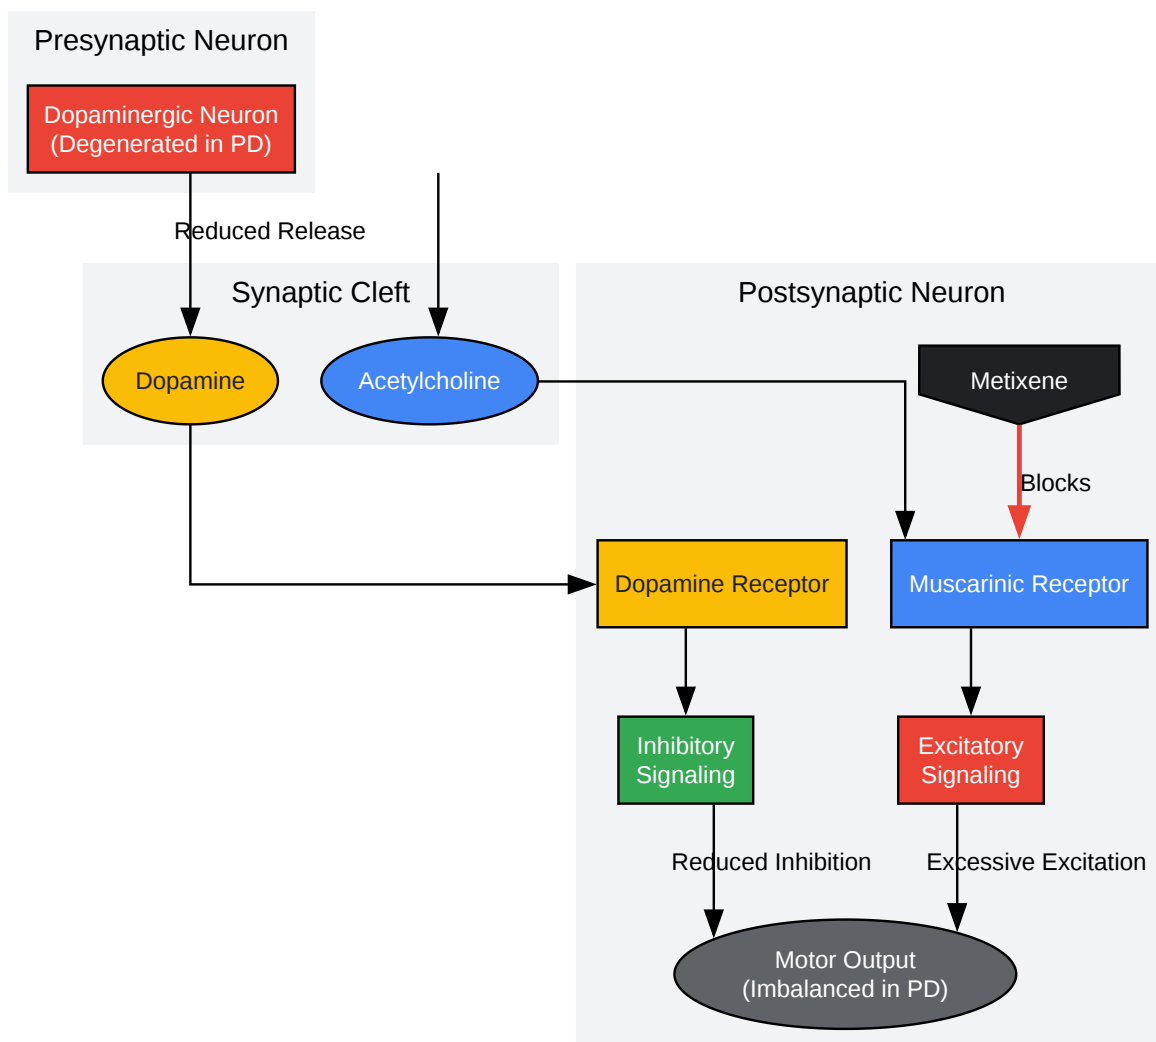 Presynaptic Neuron
Dopaminergic Neuron
(Degenerated in PD)
Reduced Release
Synaptic Cleft
Postsynaptic Neuron
Dopamine
Acetylcholine
Metixene
Blocks
Dopamine Receptor
Muscarinic Receptor
Inhibitory
Signaling
Excitatory
Signaling
Reduced Inhibition
Excessive Excitation
Motor Output
(Imbalanced in PD)